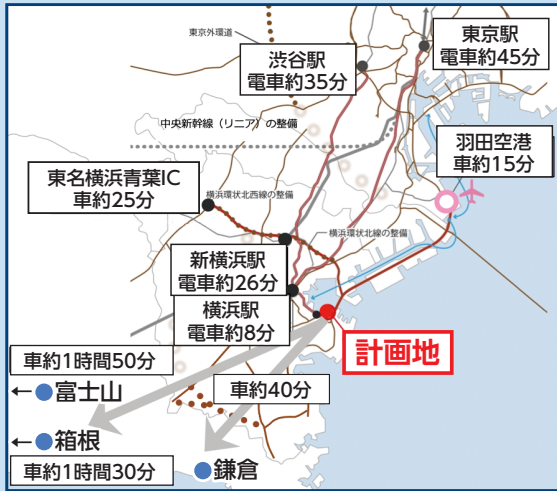 東京外環道
東京駅
電車約45分
渋谷駅
電車約35分
中央新幹線（リニア）の整備
羽田空港
車約15分
東名横浜青葉IC
車約25分
横浜環状北西線の整備
横浜環状北線の整備
新横浜駅
電車約26分
横浜駅
電車約8分
計画地
車約1時間50分
←●富士山
車約40分
←●箱根
車約1時間30分
●鎌倉